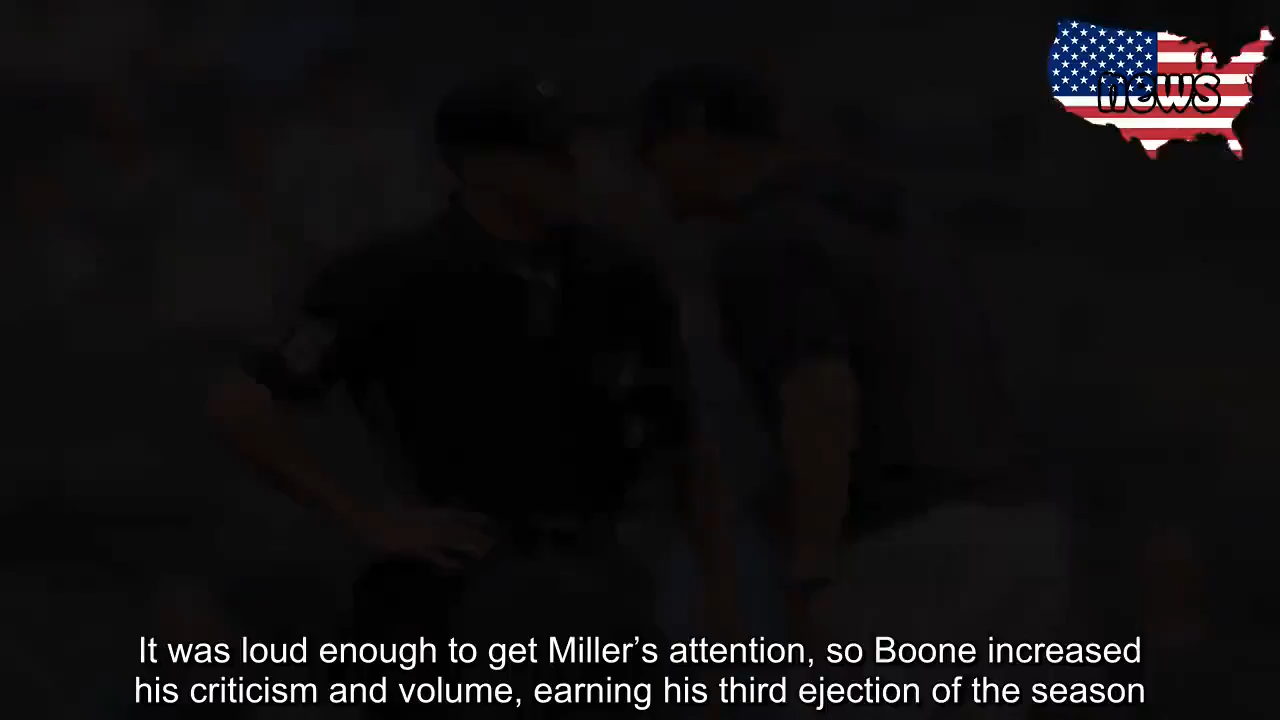 news
It was loud enough to get Miller’s attention, so Boone increased
his criticism and volume, earning his third ejection of the season